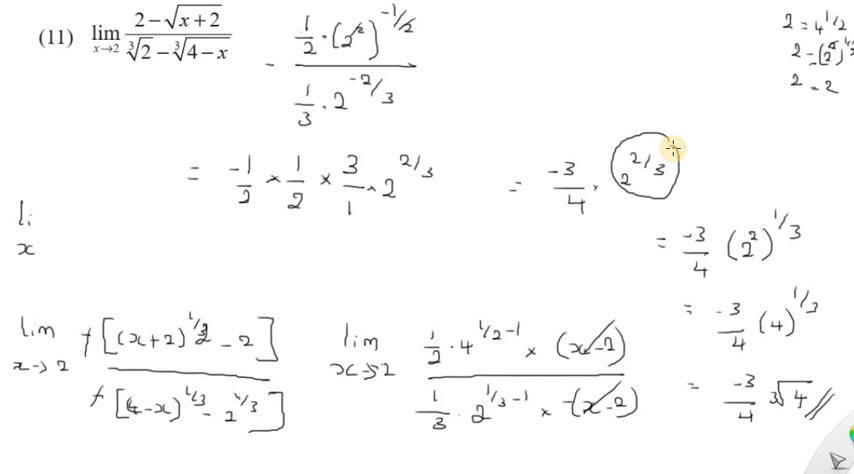 (11) lim x→2 (2 − √(x+2)) / (∛2 − ∛(4−x))
- (1/2 · (2²)^(-1/2)) / (1/3 · 2^(-2/3))
2 = 4^(1/2)
2 = (2²)^(1/2)
2 = 2
= -1/2 × 1/2 × 3/1 × 2^(2/3)
= -3/4 × 2^(2/3)
li
x
= -3/4 (2²)^(1/3)
= -3/4 (4)^(1/3)
= -3/4 ∛4 //
lim x→2 +[(x+2)^(1/2) - 2] / +[(4-x)^(1/3) - 2^(1/3)]
lim x→2 (1/2 · 4^(1/2-1) × (x-2)) / (1/3 · 2^(1/3-1) × -(x-2))